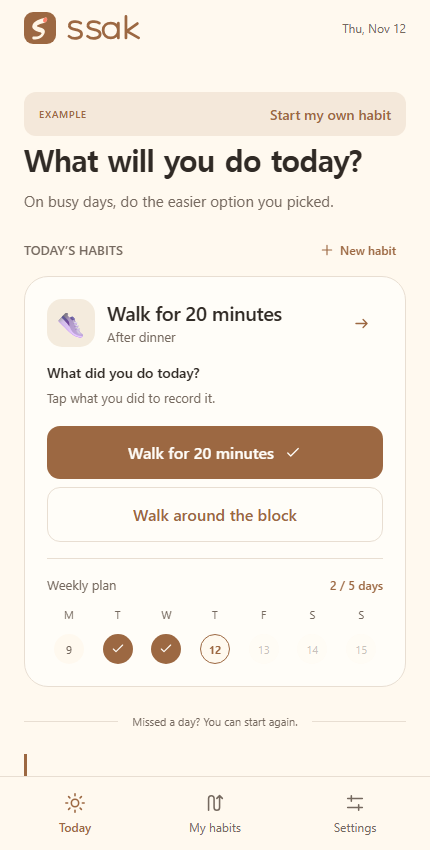 ssak
Thu, Nov 12
EXAMPLE
Start my own habit
What will you do today?
On busy days, do the easier option you picked.
TODAY'S HABITS
New habit
Walk for 20 minutes
After dinner
What did you do today?
Tap what you did to record it.
Walk for 20 minutes
Walk around the block
Weekly plan
2 / 5 days
M T W T F S S
9 12 13 14 15
Missed a day? You can start again.
Today
My habits
Settings